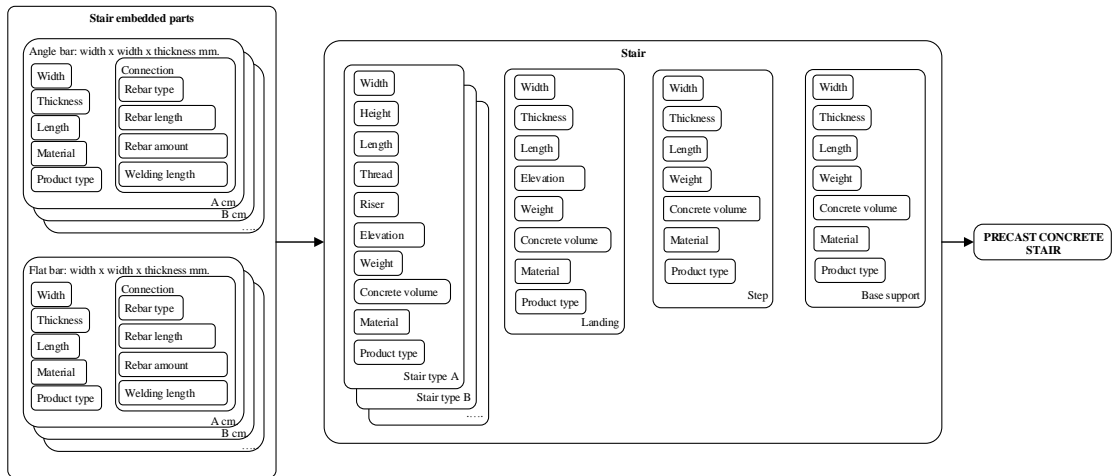 Stair embedded parts
Angle bar: width x width x thickness mm.
Width
Thickness
Length
Material
Product type
Connection
Rebar type
Rebar length
Rebar amount
Welding length
A cm
B cm
.....
Flat bar: width x width x thickness mm.
Width
Thickness
Length
Material
Product type
Connection
Rebar type
Rebar length
Rebar amount
Welding length
A cm
B cm
.....
Stair
Width
Height
Length
Thread
Riser
Elevation
Weight
Concrete volume
Material
Product type
Stair type A
Stair type B
.....
Width
Thickness
Length
Elevation
Weight
Concrete volume
Material
Product type
Landing
Width
Thickness
Length
Weight
Concrete volume
Material
Product type
Step
Width
Thickness
Length
Weight
Concrete volume
Material
Product type
Base support
PRECAST CONCRETE
STAIR